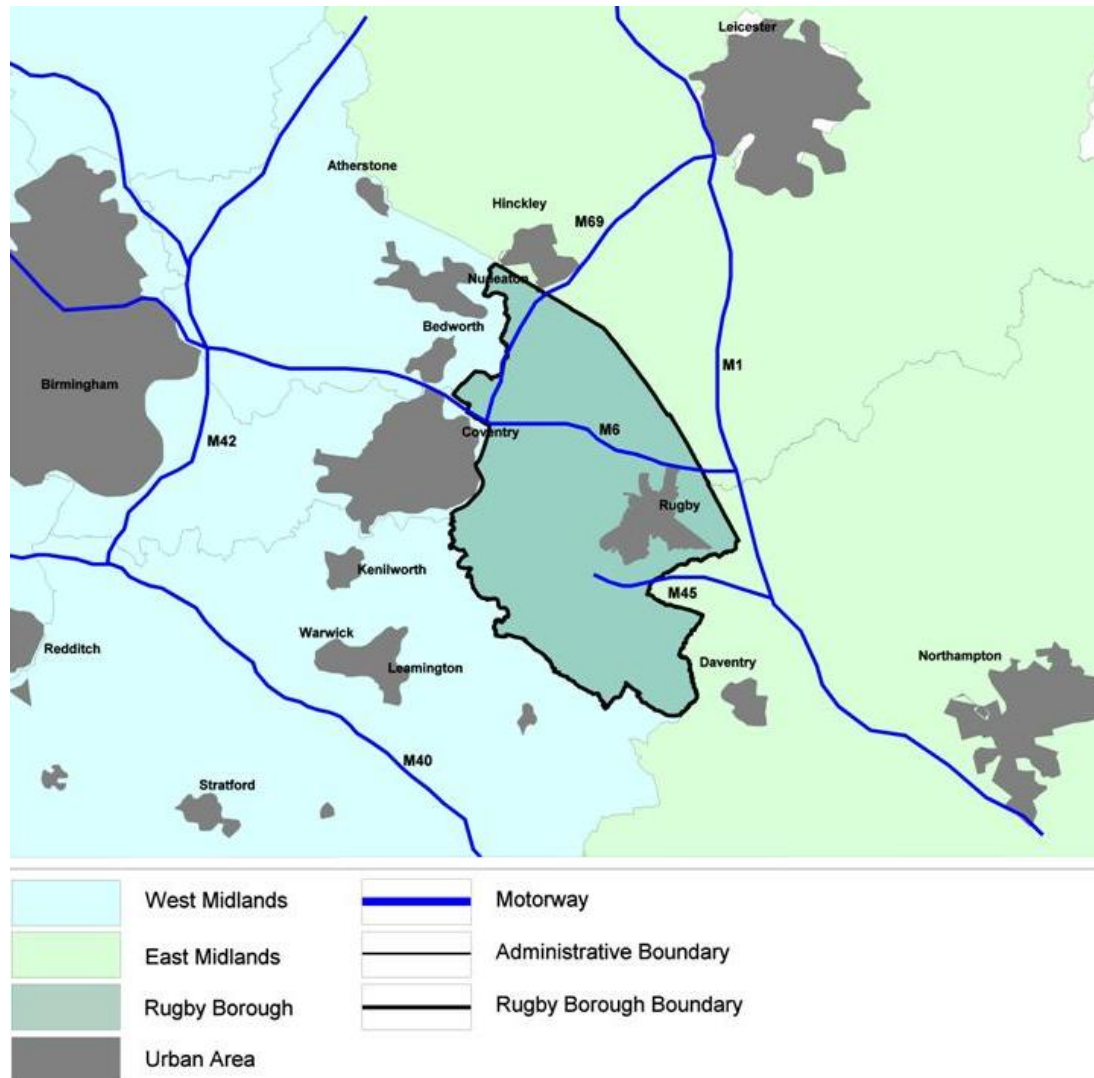 Leicester
Atherstone
Hinckley
M69
Nuneaton
Bedworth
M1
Birmingham
M42
Coventry
M6
Rugby
Kenilworth
M45
Warwick
Redditch
Leamington
Daventry
Northampton
M40
Stratford
West Midlands
Motorway
East Midlands
Administrative Boundary
Rugby Borough
Rugby Borough Boundary
Urban Area